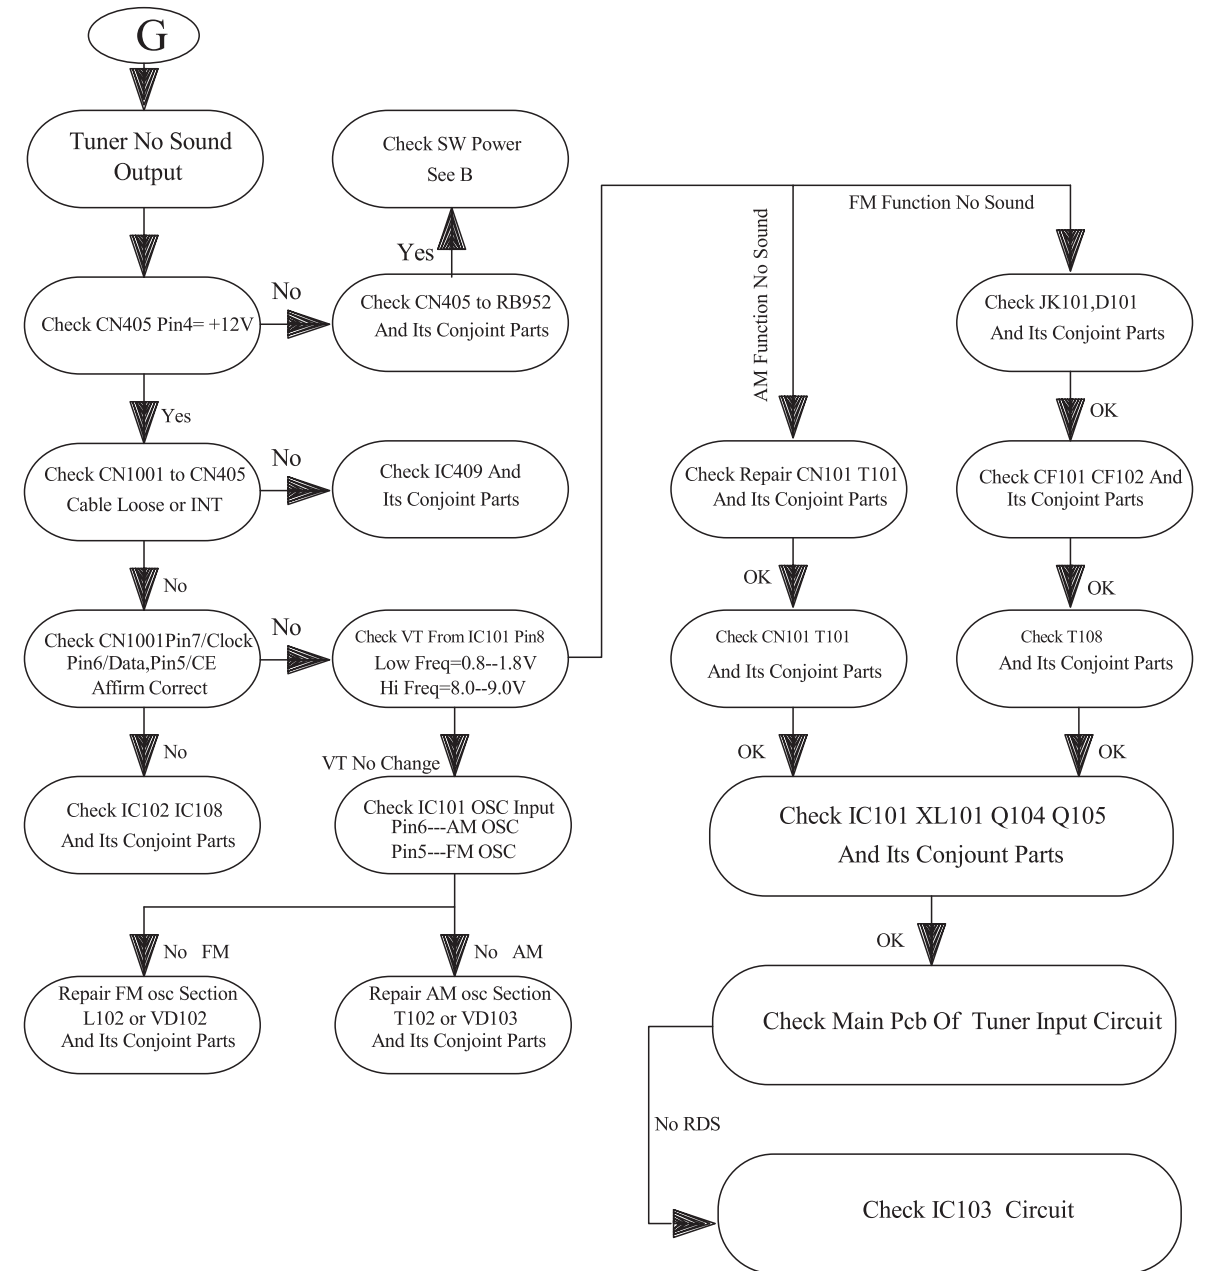 G
Tuner No Sound
Output
Check SW Power
See B
Yes
Check CN405 Pin4= +12V
No
Check CN405 to RB952
And Its Conjoint Parts
Yes
Check CN1001 to CN405
Cable Loose or INT
No
Check IC409 And
Its Conjoint Parts
No
Check CN1001Pin7/Clock
Pin6/Data,Pin5/CE
Affirm Correct
No
Check VT From IC101 Pin8
Low Freq=0.8--1.8V
Hi Freq=8.0--9.0V
No
Check IC102 IC108
And Its Conjoint Parts
VT No Change
Check IC101 OSC Input
Pin6---AM OSC
Pin5---FM OSC
No FM
Repair FM osc Section
L102 or VD102
And Its Conjoint Parts
No AM
Repair AM osc Section
T102 or VD103
And Its Conjoint Parts
AM Function No Sound
Check Repair CN101 T101
And Its Conjoint Parts
OK
Check CN101 T101
And Its Conjoint Parts
OK
FM Function No Sound
Check JK101,D101
And Its Conjoint Parts
OK
Check CF101 CF102 And
Its Conjoint Parts
OK
Check T108
And Its Conjoint Parts
OK
Check IC101 XL101 Q104 Q105
And Its Conjount Parts
OK
Check Main Pcb Of Tuner Input Circuit
No RDS
Check IC103 Circuit